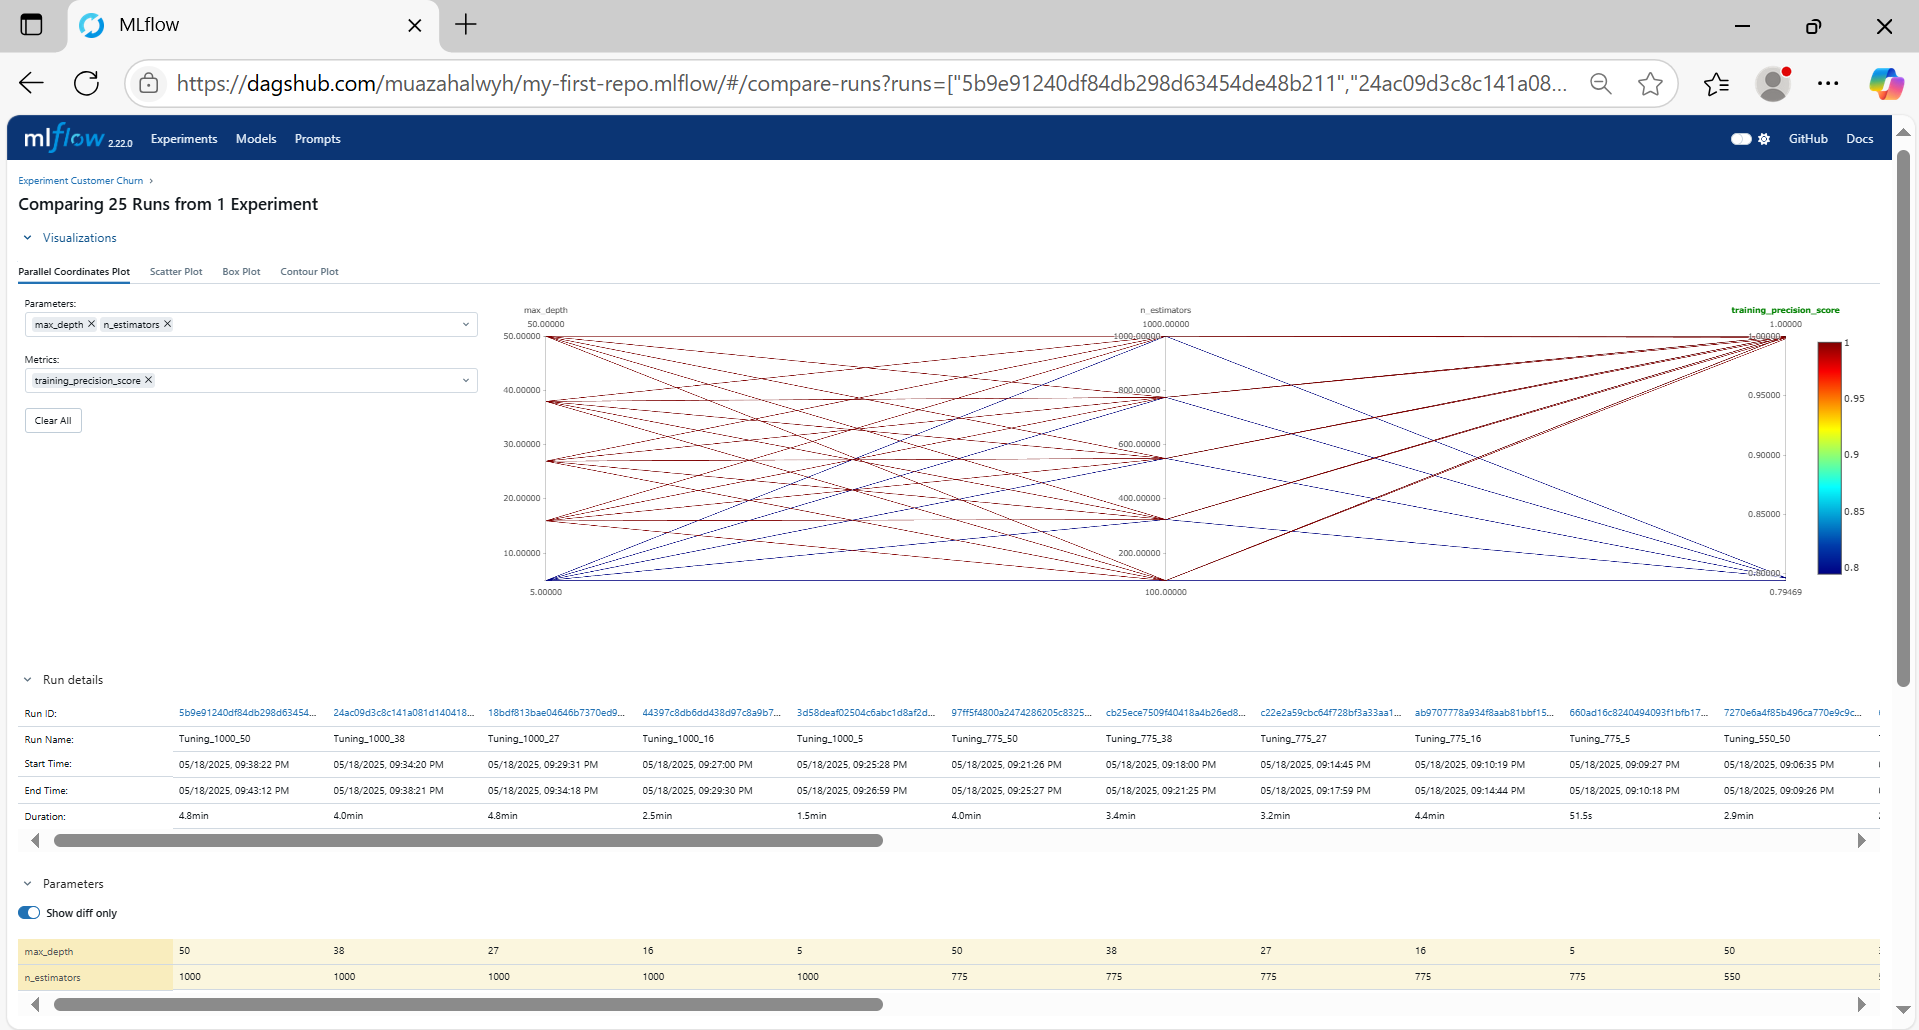 MLflow
https://dagshub.com/muazahalwyh/my-first-repo.mlflow/#/compare-runs?runs=["5b9e91240df84db298d63454de48b211","24ac09d3c8c141a08...
mlflow 2.22.0 Experiments Models Prompts GitHub Docs
Experiment Customer Churn ›
Comparing 25 Runs from 1 Experiment
Visualizations
Parallel Coordinates Plot Scatter Plot Box Plot Contour Plot
Parameters:
max_depth n_estimators
Metrics:
training_precision_score
Clear All
max_depth n_estimators training_precision_score
50.00000 1000.00000 1.00000
50.00000 1000.00000 1.00000 1
40.00000 800.00000 0.95000 0.95
30.00000 600.00000 0.90000 0.9
20.00000 400.00000 0.85000 0.85
10.00000 200.00000 0.80000 0.8
5.00000 100.00000 0.79469
Run details
Run ID: 5b9e91240df84db298d63454... 24ac09d3c8c141a081d140418... 18bdf813bae04646b7370ed9... 44397c8db6dd438d97c8a9b7... 3d58deaf02504c6abc1d8af2d... 97ff5f4800a2474286205c8325... cb25ece7509f40418a4b26ed8... c22e2a59cbc64f728bf3a33aa1... ab9707778a934f8aab81bbf15... 660ad16c8240494093f1bfb17... 7270e6a4f85b496ca770e9c9c...
Run Name: Tuning_1000_50 Tuning_1000_38 Tuning_1000_27 Tuning_1000_16 Tuning_1000_5 Tuning_775_50 Tuning_775_38 Tuning_775_27 Tuning_775_16 Tuning_775_5 Tuning_550_50
Start Time: 05/18/2025, 09:38:22 PM 05/18/2025, 09:34:20 PM 05/18/2025, 09:29:31 PM 05/18/2025, 09:27:00 PM 05/18/2025, 09:25:28 PM 05/18/2025, 09:21:26 PM 05/18/2025, 09:18:00 PM 05/18/2025, 09:14:45 PM 05/18/2025, 09:10:19 PM 05/18/2025, 09:09:27 PM 05/18/2025, 09:06:35 PM
End Time: 05/18/2025, 09:43:12 PM 05/18/2025, 09:38:21 PM 05/18/2025, 09:34:18 PM 05/18/2025, 09:29:30 PM 05/18/2025, 09:26:59 PM 05/18/2025, 09:25:27 PM 05/18/2025, 09:21:25 PM 05/18/2025, 09:17:59 PM 05/18/2025, 09:14:44 PM 05/18/2025, 09:10:18 PM 05/18/2025, 09:09:26 PM
Duration: 4.8min 4.0min 4.8min 2.5min 1.5min 4.0min 3.4min 3.2min 4.4min 51.5s 2.9min
Parameters
Show diff only
max_depth 50 38 27 16 5 50 38 27 16 5 50
n_estimators 1000 1000 1000 1000 1000 775 775 775 775 775 550